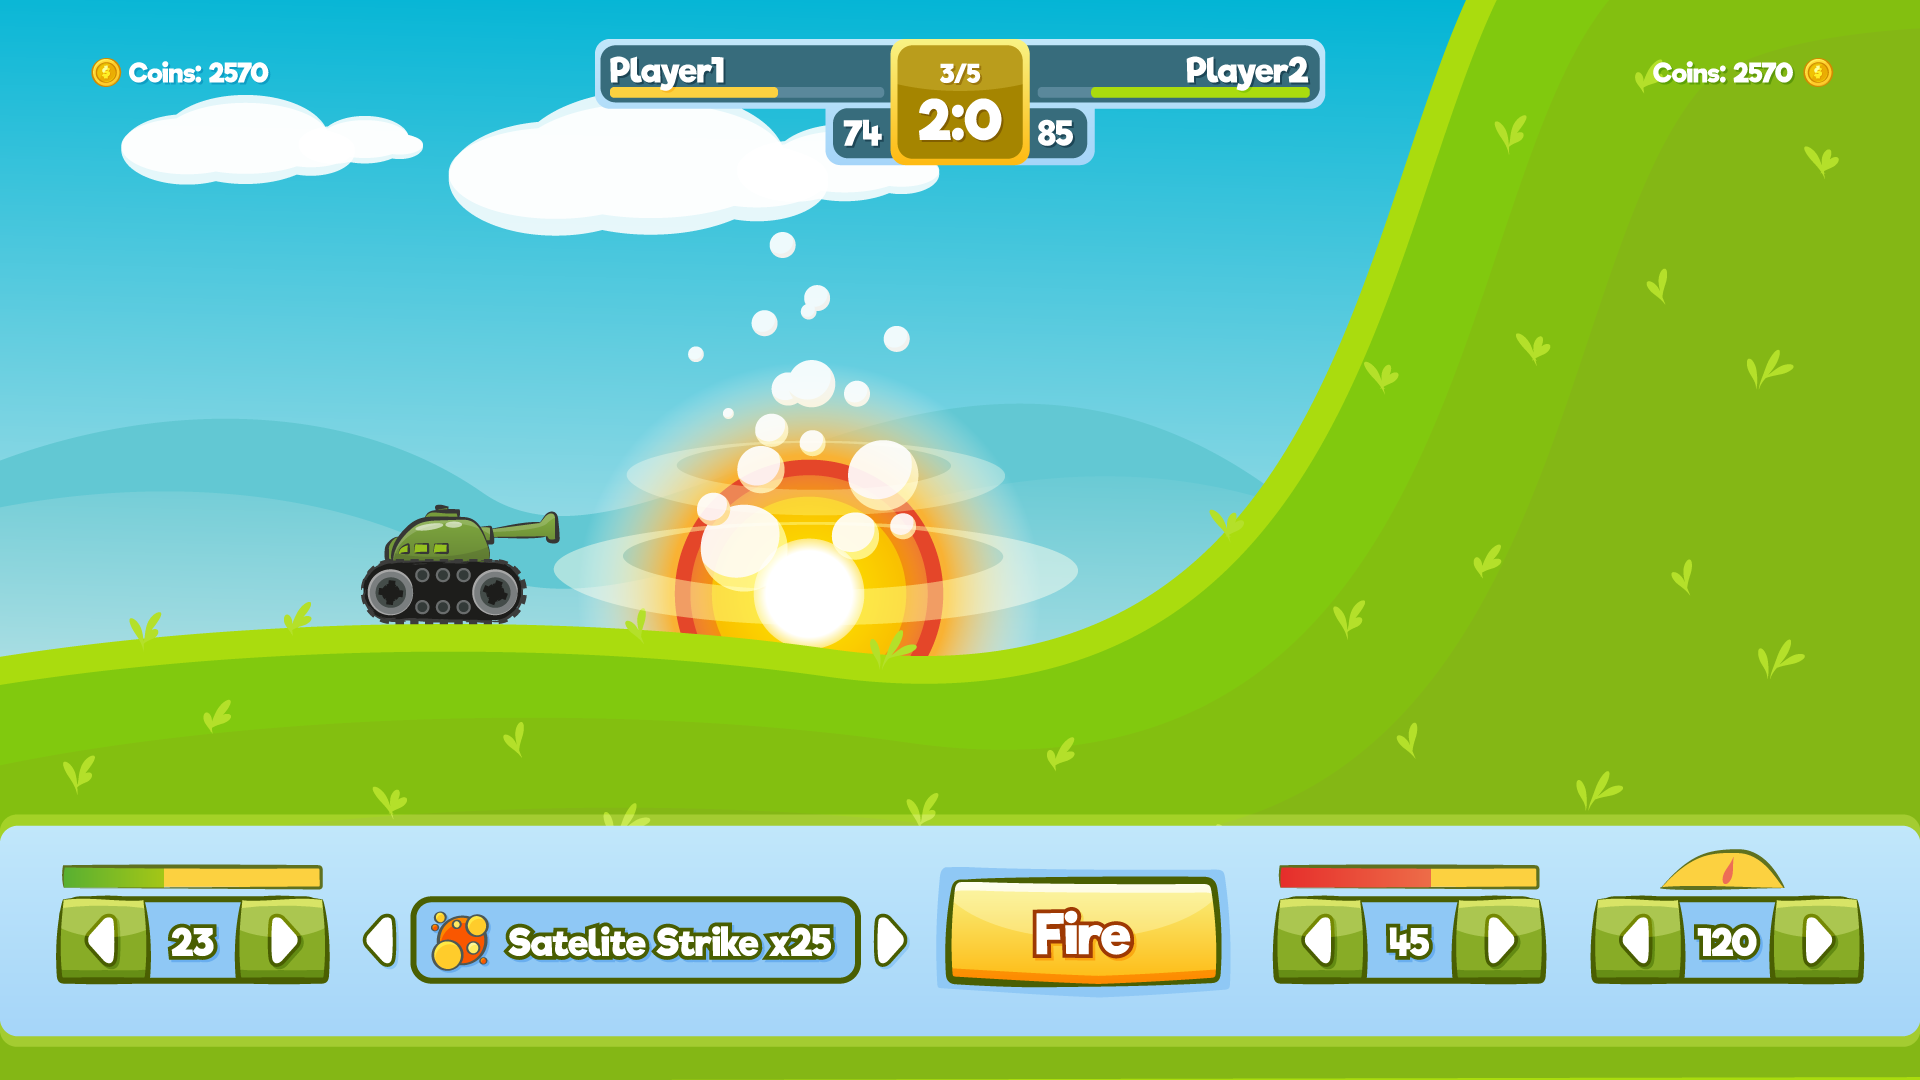 Coins: 2570
Player1
3/5
Player2
Coins: 2570
74
2:0
85
23
Satelite Strike x25
Fire
45
120